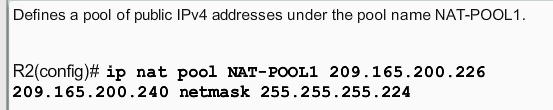 Defines a pool of public IPv4 addresses under the pool name NAT-POOL1.
R2(config)# ip nat pool NAT-POOL1 209.165.200.226
209.165.200.240 netmask 255.255.255.224